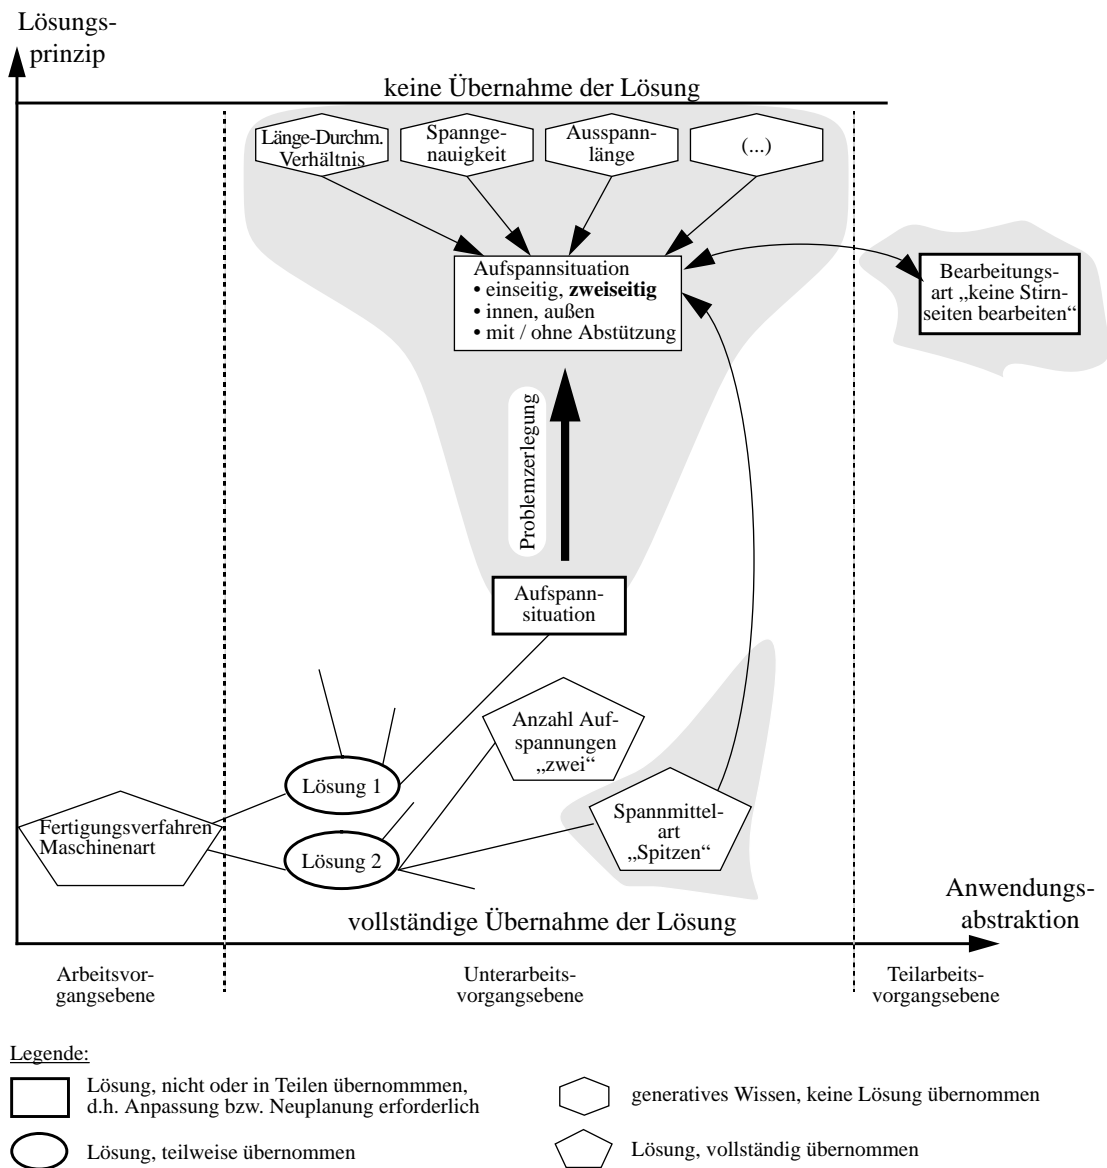 Lösungs-
prinzip
keine Übernahme der Lösung
Länge-Durchm.
Verhältnis
Spannge-
nauigkeit
Ausspann-
länge
(...)
Aufspannsituation
• einseitig, zweiseitig
• innen, außen
• mit / ohne Abstützung
Bearbeitungs-
art „keine Stirn-
seiten bearbeiten“
Problemzerlegung
Aufspann-
situation
Anzahl Auf-
spannungen
„zwei“
Lösung 1
Fertigungsverfahren
Maschinenart
Lösung 2
Spannmittel-
art
„Spitzen“
vollständige Übernahme der Lösung
Anwendungs-
abstraktion
Arbeitsvor-
gangsebene
Unterarbeits-
vorgangsebene
Teilarbeits-
vorgangsebene
Legende:
Lösung, nicht oder in Teilen übernommmen,
d.h. Anpassung bzw. Neuplanung erforderlich
generatives Wissen, keine Lösung übernommen
Lösung, teilweise übernommen
Lösung, vollständig übernommen